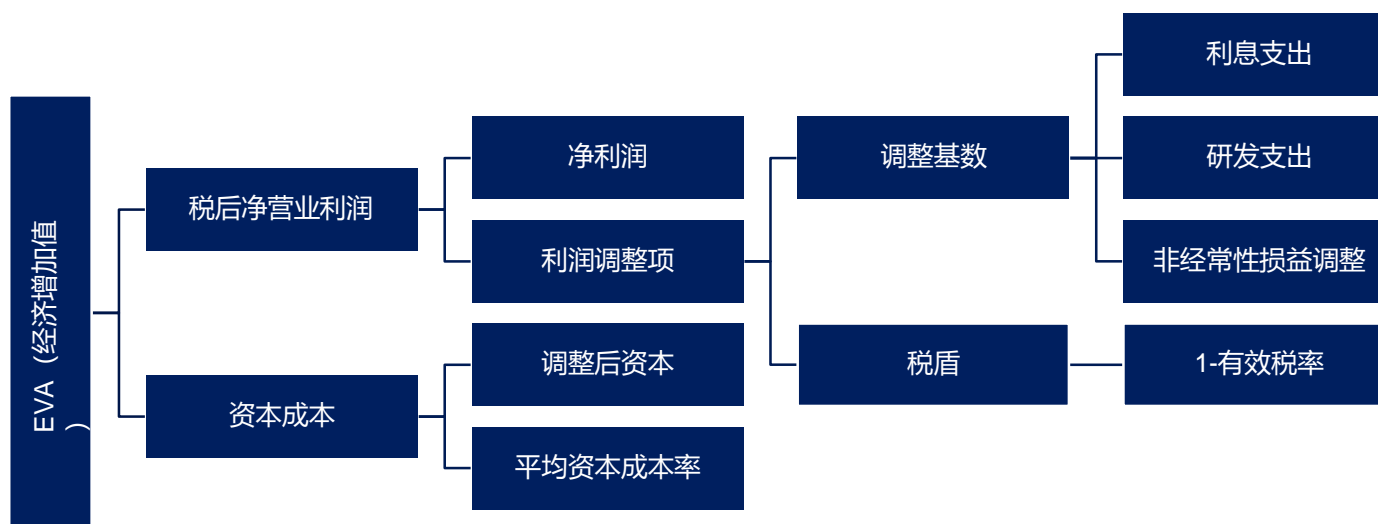 EVA（经济增加值
）
税后净营业利润
资本成本
净利润
利润调整项
调整后资本
平均资本成本率
调整基数
税盾
利息支出
研发支出
非经常性损益调整
1-有效税率